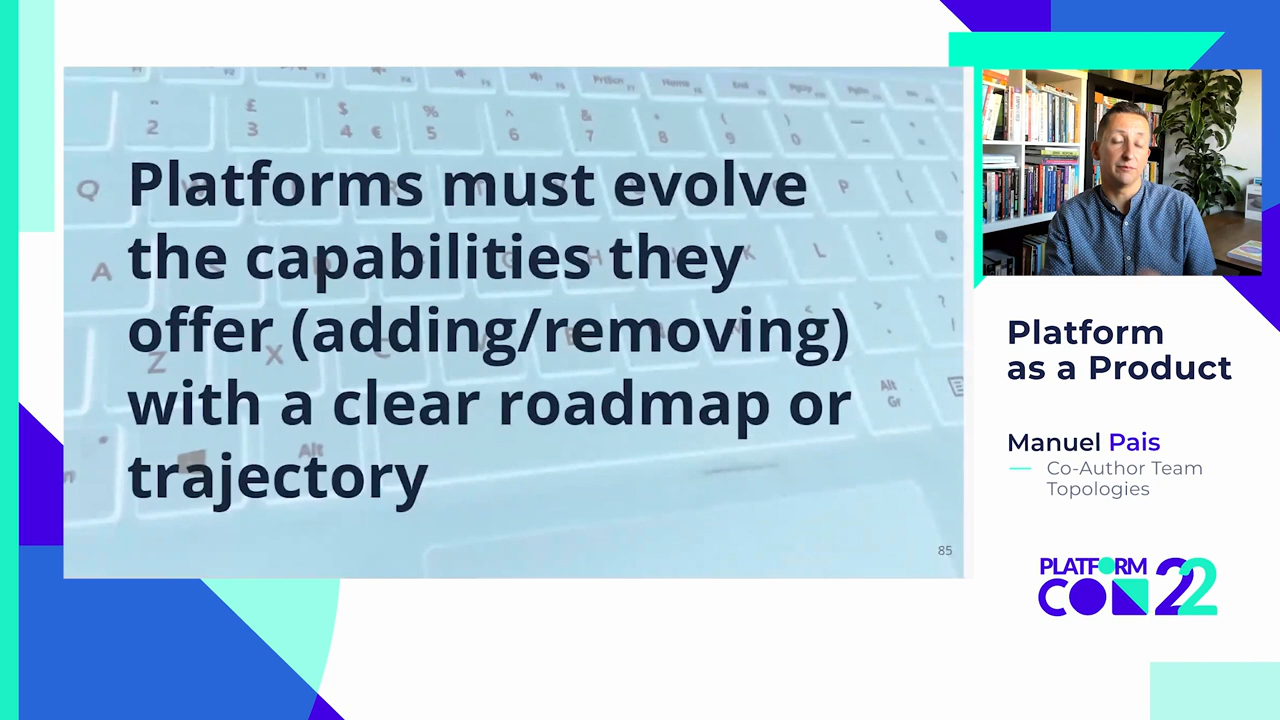 Platforms must evolve
the capabilities they
offer (adding/removing)
with a clear roadmap or
trajectory
85
Platform
as a Product
Manuel Pais
Co-Author Team
Topologies
PLATFORM
CON 22